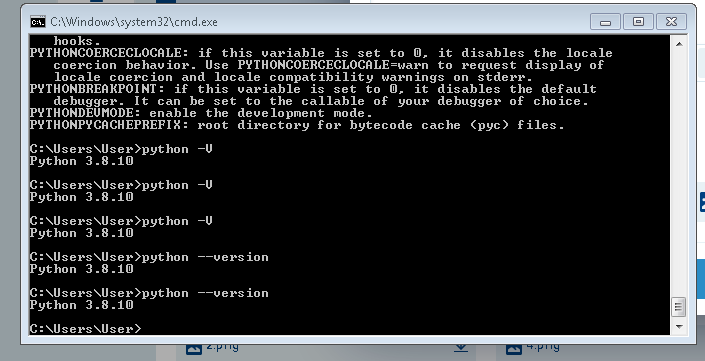 C:\Windows\system32\cmd.exe
hooks.
PYTHONCOERCECLOCALE: if this variable is set to 0, it disables the locale
coercion behavior. Use PYTHONCOERCECLOCALE=warn to request display of
locale coercion and locale compatibility warnings on stderr.
PYTHONBREAKPOINT: if this variable is set to 0, it disables the default
debugger. It can be set to the callable of your debugger of choice.
PYTHONDEVMODE: enable the development mode.
PYTHONPYCACHEPREFIX: root directory for bytecode cache (pyc) files.
C:\Users\User>python -V
Python 3.8.10
C:\Users\User>python -V
Python 3.8.10
C:\Users\User>python -V
Python 3.8.10
C:\Users\User>python --version
Python 3.8.10
C:\Users\User>python --version
Python 3.8.10
C:\Users\User>
2.png
4.png